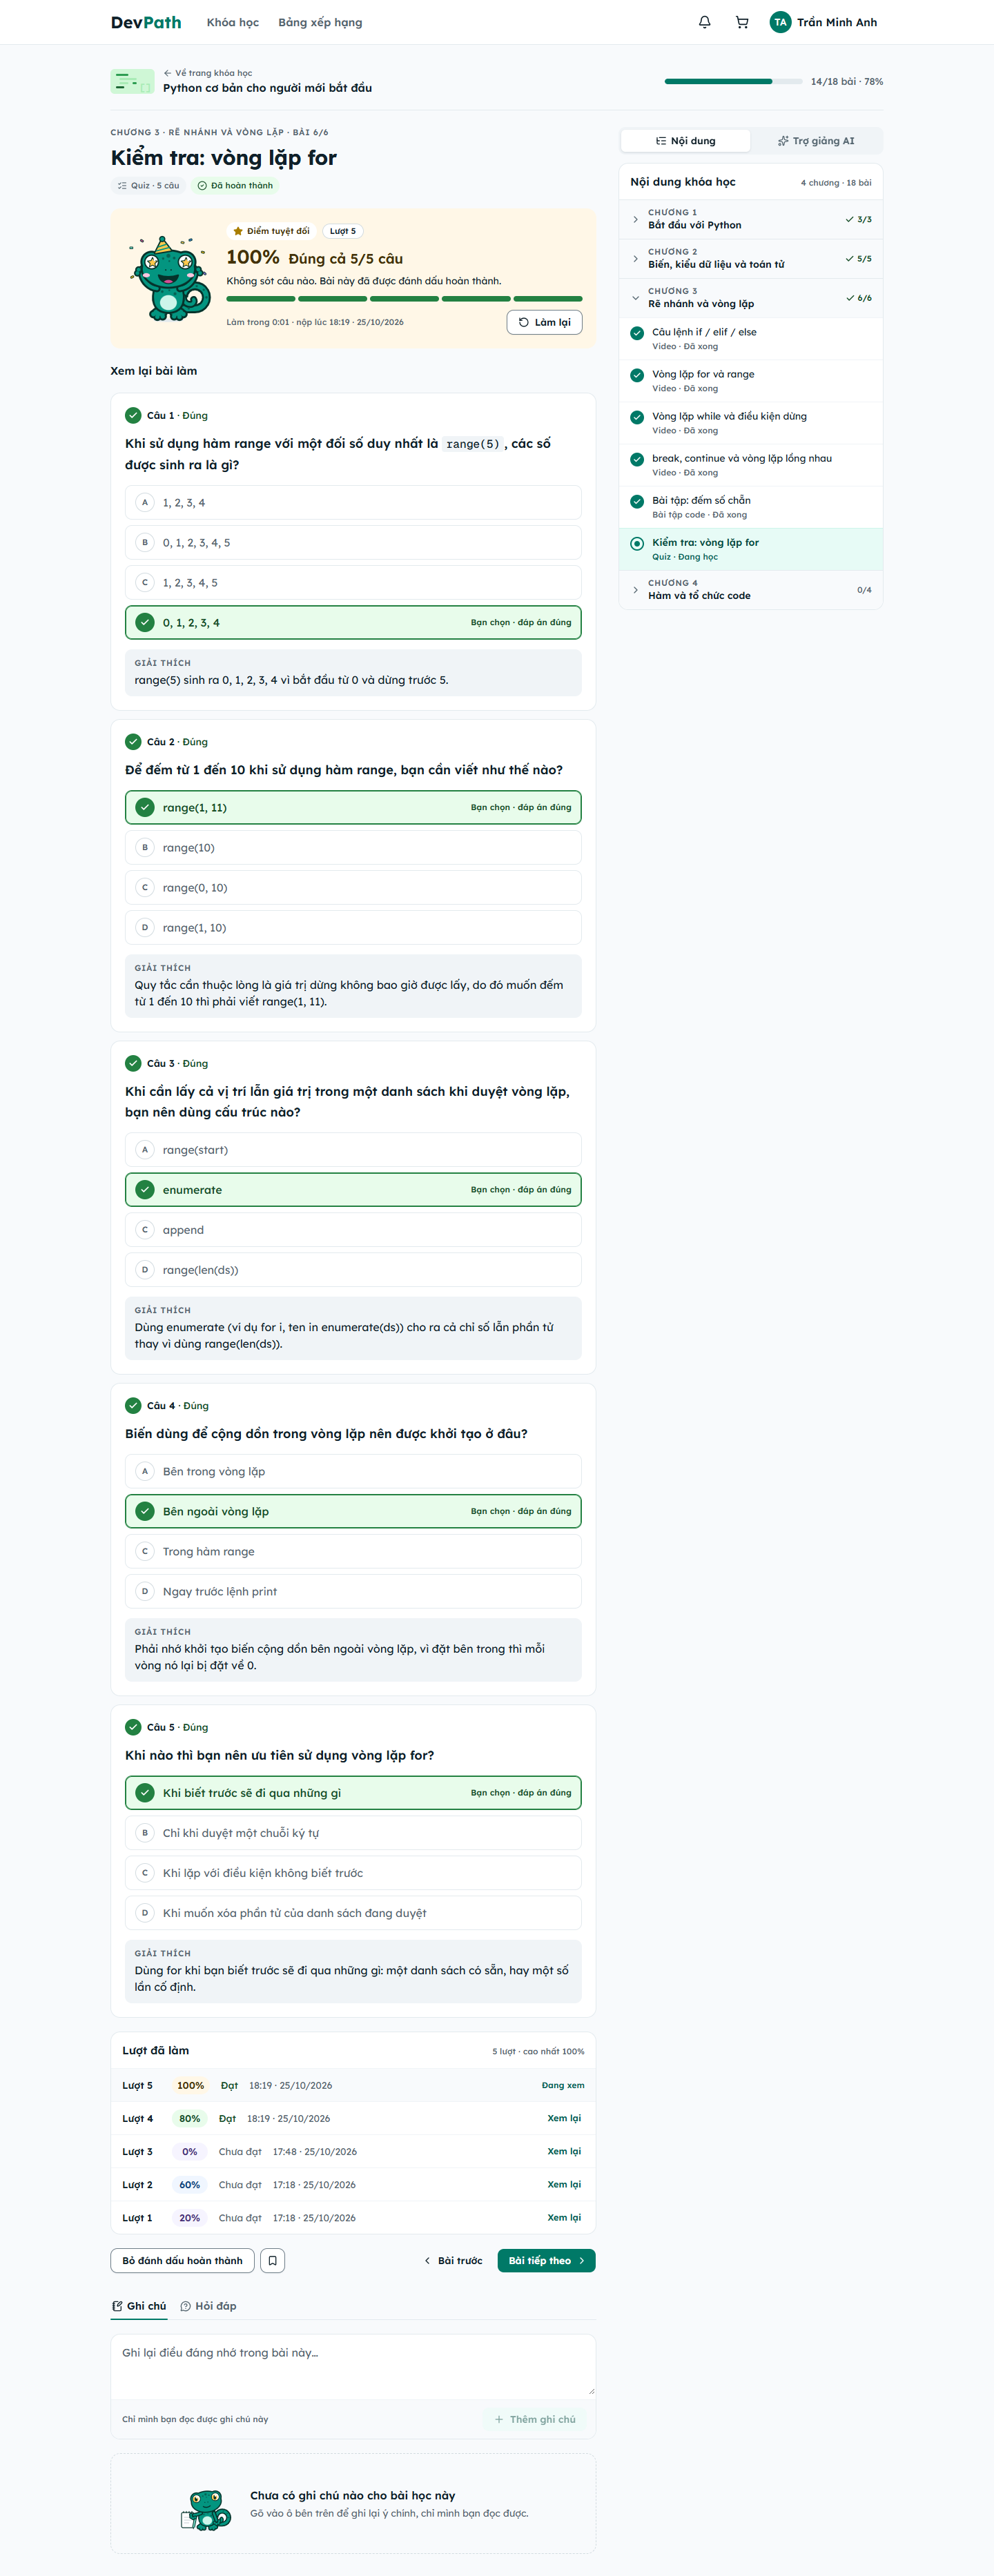 DevPath
Khóa học
Bảng xếp hạng
TA
Trần Minh Anh
← Về trang khóa học
Python cơ bản cho người mới bắt đầu
14/18 bài · 78%
CHƯƠNG 3 · RẼ NHÁNH VÀ VÒNG LẶP · BÀI 6/6
Kiểm tra: vòng lặp for
Quiz · 5 câu
Đã hoàn thành
Điểm tuyệt đối
Lượt 5
100% Đúng cả 5/5 câu
Không sót câu nào. Bài này đã được đánh dấu hoàn thành.
Làm trong 0:01 · nộp lúc 18:19 · 25/10/2026
Làm lại
Xem lại bài làm
Câu 1 · Đúng
Khi sử dụng hàm range với một đối số duy nhất là range(5), các số
được sinh ra là gì?
A 1, 2, 3, 4
B 0, 1, 2, 3, 4, 5
C 1, 2, 3, 4, 5
0, 1, 2, 3, 4 Bạn chọn · đáp án đúng
GIẢI THÍCH
range(5) sinh ra 0, 1, 2, 3, 4 vì bắt đầu từ 0 và dừng trước 5.
Câu 2 · Đúng
Để đếm từ 1 đến 10 khi sử dụng hàm range, bạn cần viết như thế nào?
range(1, 11) Bạn chọn · đáp án đúng
B range(10)
C range(0, 10)
D range(1, 10)
GIẢI THÍCH
Quy tắc cần thuộc lòng là giá trị dừng không bao giờ được lấy, do đó muốn đếm
từ 1 đến 10 thì phải viết range(1, 11).
Câu 3 · Đúng
Khi cần lấy cả vị trí lẫn giá trị trong một danh sách khi duyệt vòng lặp,
bạn nên dùng cấu trúc nào?
A range(start)
enumerate Bạn chọn · đáp án đúng
C append
D range(len(ds))
GIẢI THÍCH
Dùng enumerate (ví dụ for i, ten in enumerate(ds)) cho ra cả chỉ số lẫn phần tử
thay vì dùng range(len(ds)).
Câu 4 · Đúng
Biến dùng để cộng dồn trong vòng lặp nên được khởi tạo ở đâu?
A Bên trong vòng lặp
Bên ngoài vòng lặp Bạn chọn · đáp án đúng
C Trong hàm range
D Ngay trước lệnh print
GIẢI THÍCH
Phải nhớ khởi tạo biến cộng dồn bên ngoài vòng lặp, vì đặt bên trong thì mỗi
vòng nó lại bị đặt về 0.
Câu 5 · Đúng
Khi nào thì bạn nên ưu tiên sử dụng vòng lặp for?
Khi biết trước sẽ đi qua những gì Bạn chọn · đáp án đúng
B Chỉ khi duyệt một chuỗi ký tự
C Khi lặp với điều kiện không biết trước
D Khi muốn xóa phần tử của danh sách đang duyệt
GIẢI THÍCH
Dùng for khi bạn biết trước sẽ đi qua những gì: một danh sách có sẵn, hay một số
lần cố định.
Lượt đã làm
5 lượt · cao nhất 100%
Lượt 5 100% Đạt 18:19 · 25/10/2026 Đang xem
Lượt 4 80% Đạt 18:19 · 25/10/2026 Xem lại
Lượt 3 0% Chưa đạt 17:48 · 25/10/2026 Xem lại
Lượt 2 60% Chưa đạt 17:18 · 25/10/2026 Xem lại
Lượt 1 20% Chưa đạt 17:18 · 25/10/2026 Xem lại
Bỏ đánh dấu hoàn thành
Bài trước
Bài tiếp theo
Ghi chú
Hỏi đáp
Ghi lại điều đáng nhớ trong bài này...
Chỉ mình bạn đọc được ghi chú này
Thêm ghi chú
Chưa có ghi chú nào cho bài học này
Gõ vào ô bên trên để ghi lại ý chính, chỉ mình bạn đọc được.
Nội dung
Trợ giảng AI
Nội dung khóa học
4 chương · 18 bài
CHƯƠNG 1
Bắt đầu với Python
3/3
CHƯƠNG 2
Biến, kiểu dữ liệu và toán tử
5/5
CHƯƠNG 3
Rẽ nhánh và vòng lặp
6/6
Câu lệnh if / elif / else
Video · Đã xong
Vòng lặp for và range
Video · Đã xong
Vòng lặp while và điều kiện dừng
Video · Đã xong
break, continue và vòng lặp lồng nhau
Video · Đã xong
Bài tập: đếm số chẵn
Bài tập code · Đã xong
Kiểm tra: vòng lặp for
Quiz · Đang học
CHƯƠNG 4
Hàm và tổ chức code
0/4